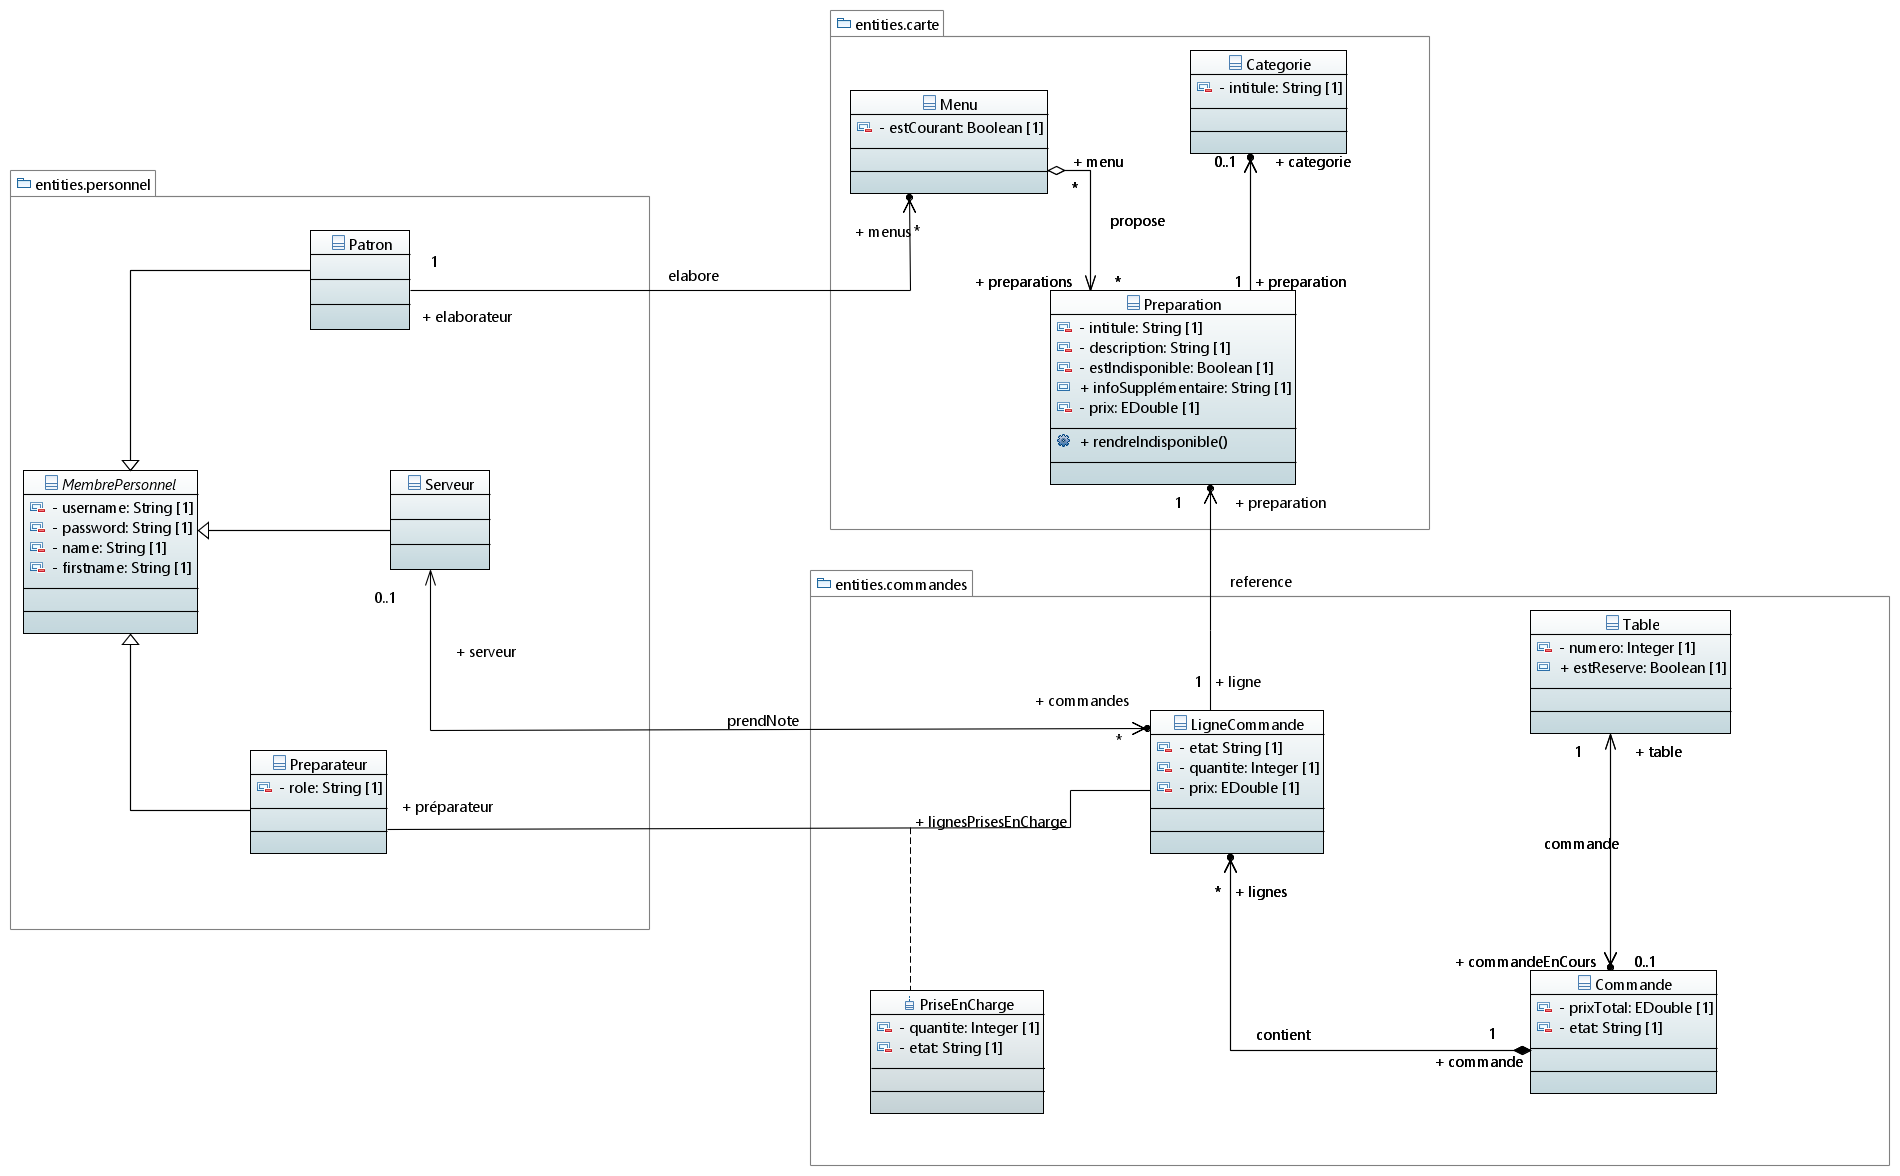 entities.carte
Categorie
- intitule: String [1]
Menu
- estCourant: Boolean [1]
0..1
+ categorie
+ menu
*
propose
+ menus
*
+ preparations
*
1
+ preparation
Preparation
- intitule: String [1]
- description: String [1]
- estIndisponible: Boolean [1]
+ infoSupplémentaire: String [1]
- prix: EDouble [1]
+ rendreIndisponible()
1
+ preparation
entities.personnel
Patron
1
elabore
+ elaborateur
MembrePersonnel
- username: String [1]
- password: String [1]
- name: String [1]
- firstname: String [1]
Serveur
0..1
+ serveur
Preparateur
- role: String [1]
+ préparateur
entities.commandes
reference
Table
- numero: Integer [1]
+ estReserve: Boolean [1]
1
+ ligne
+ commandes
prendNote
*
LigneCommande
- etat: String [1]
- quantite: Integer [1]
- prix: EDouble [1]
1
+ table
+ lignesPrisesEnCharge
commande
*
+ lignes
+ commandeEnCours
0..1
Commande
- prixTotal: EDouble [1]
- etat: String [1]
PriseEnCharge
- quantite: Integer [1]
- etat: String [1]
contient
1
+ commande